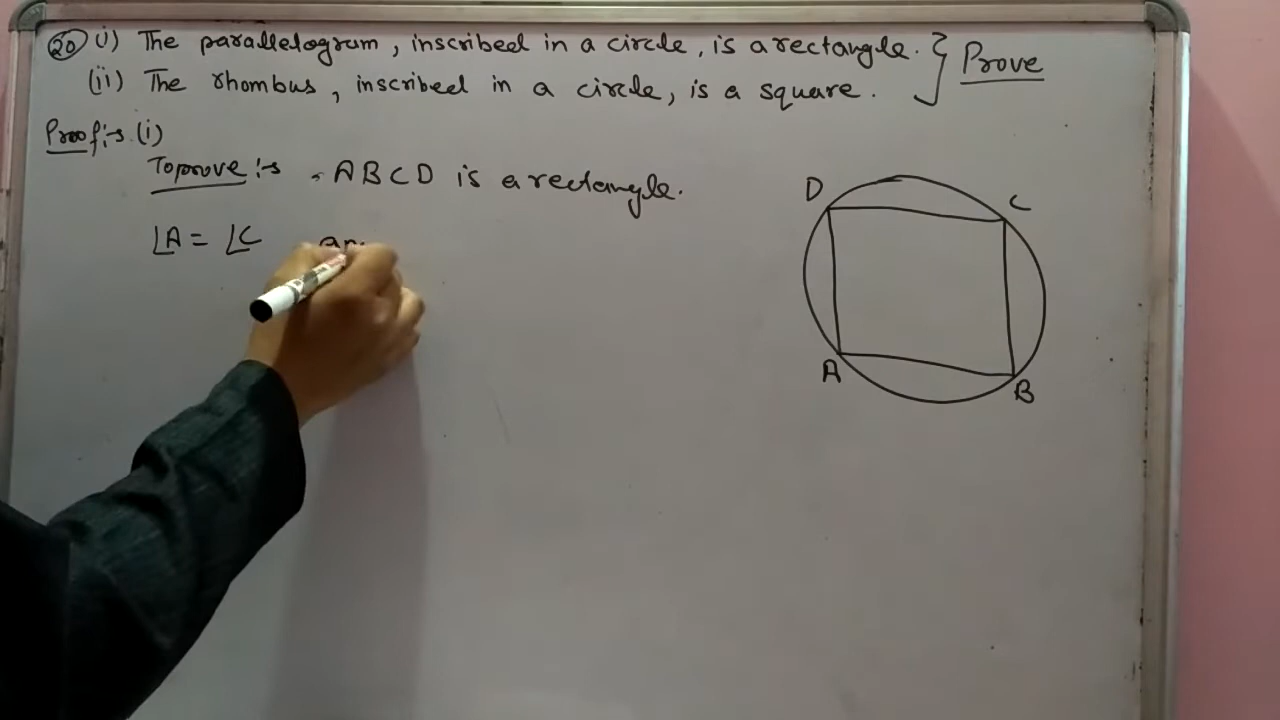 20 (i) The parallelogram, inscribed in a circle, is a rectangle. } Prove
(ii) The rhombus, inscribed in a circle, is a square.
Proof:- (i)
To prove :- ABCD is a rectangle.
∠A = ∠C an
D
C
A
B